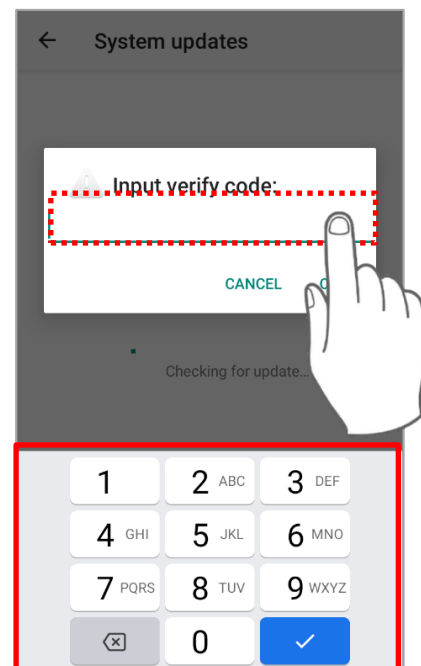 System updates
Input verify code:
CANCEL
Checking for update...
1
2 ABC
3 DEF
4 GHI
5 JKL
6 MNO
7 PQRS
8 TUV
9 WXYZ
0